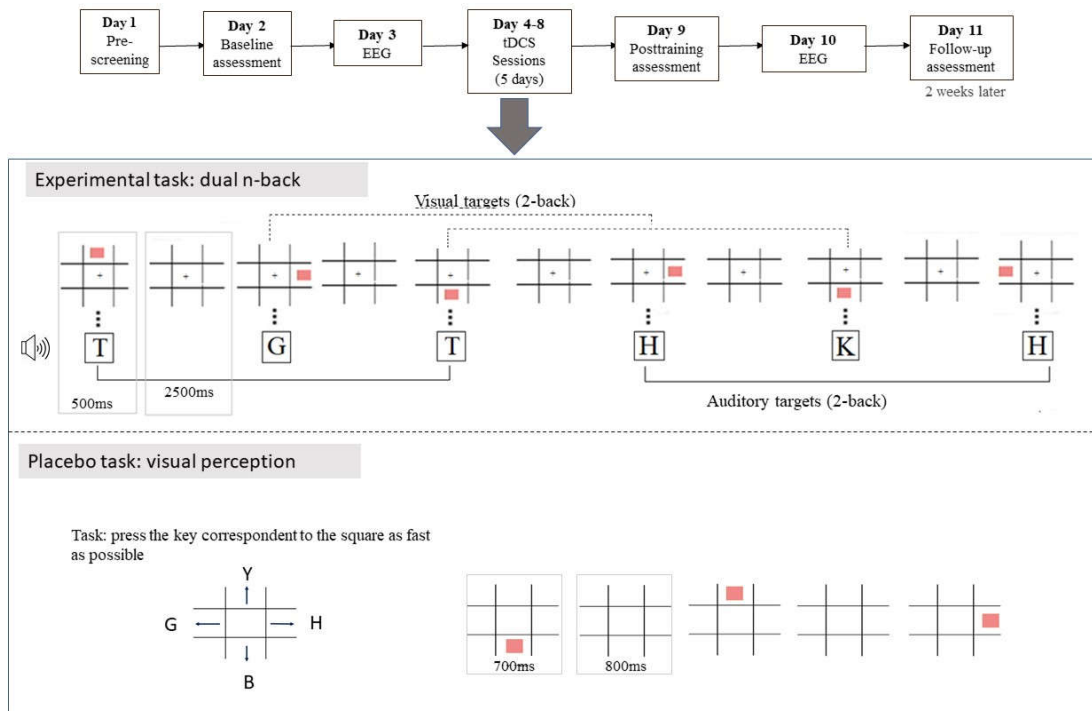 Day 1
Pre-
screening
Day 2
Baseline
assessment
Day 3
EEG
Day 4-8
tDCS
Sessions
(5 days)
Day 9
Posttraining
assessment
Day 10
EEG
Day 11
Follow-up
assessment
2 weeks later
Experimental task: dual n-back
Visual targets (2-back)
T
G
T
H
K
H
500ms
2500ms
Auditory targets (2-back)
Placebo task: visual perception
Task: press the key correspondent to the square as fast
as possible
Y
G
H
B
700ms
800ms